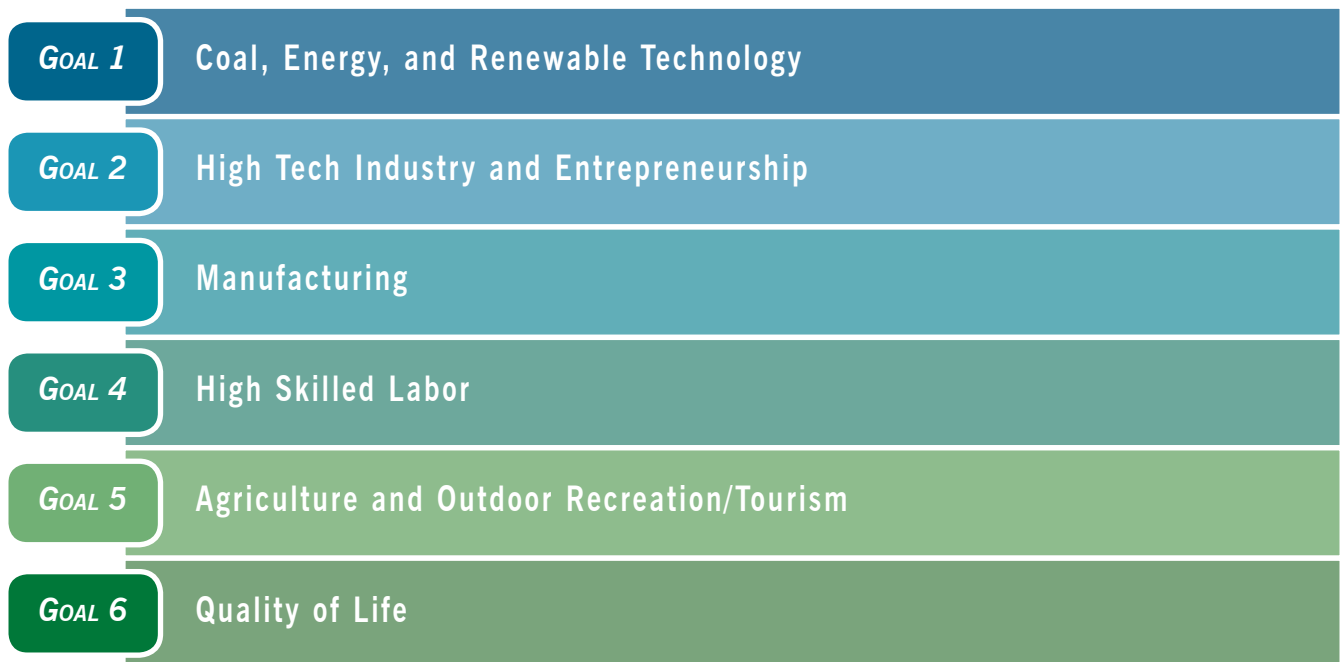 GOAL 1 Coal, Energy, and Renewable Technology
GOAL 2 High Tech Industry and Entrepreneurship
GOAL 3 Manufacturing
GOAL 4 High Skilled Labor
GOAL 5 Agriculture and Outdoor Recreation/Tourism
GOAL 6 Quality of Life